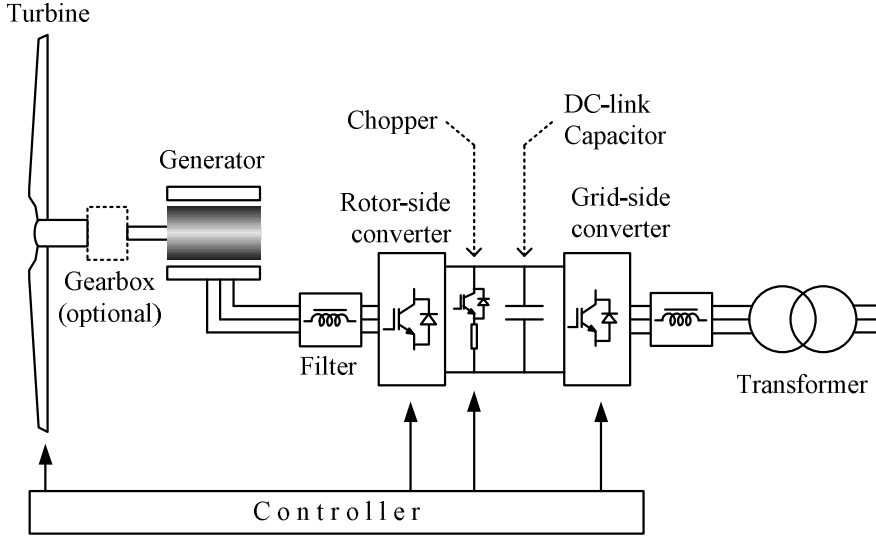 Turbine
Chopper
DC-link
Capacitor
Generator
Rotor-side
converter
Grid-side
converter
Gearbox
(optional)
Filter
Transformer
Controller